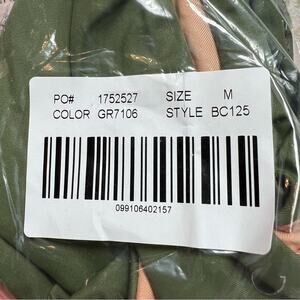 PO# 1752527 SIZE M
COLOR GR7106 STYLE BC125
099106402157